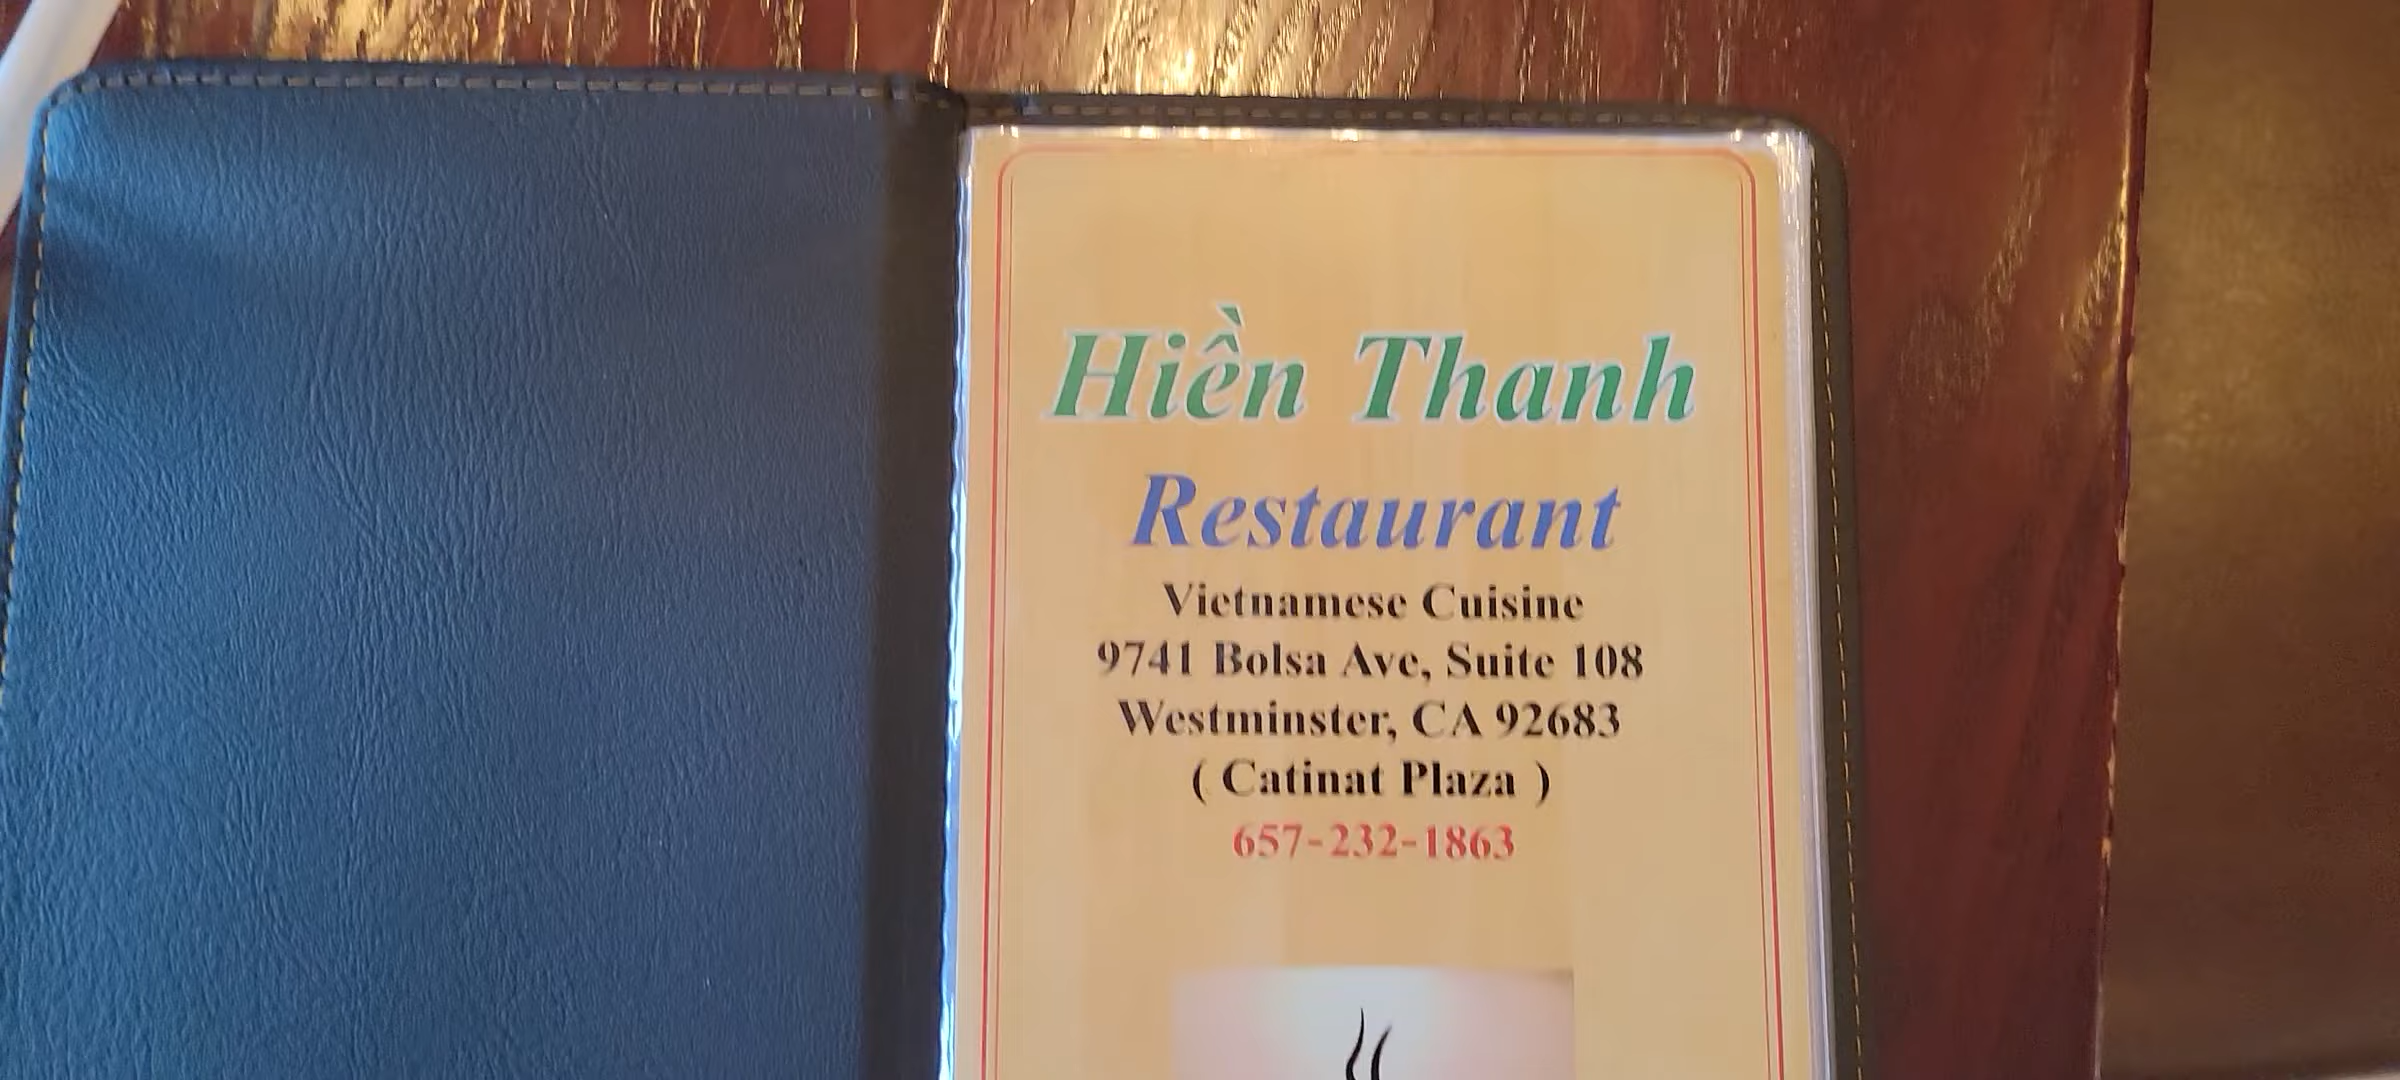 Hiền Thanh
Restaurant
Vietnamese Cuisine
9741 Bolsa Ave, Suite 108
Westminster, CA 92683
( Catinat Plaza )
657-232-1863